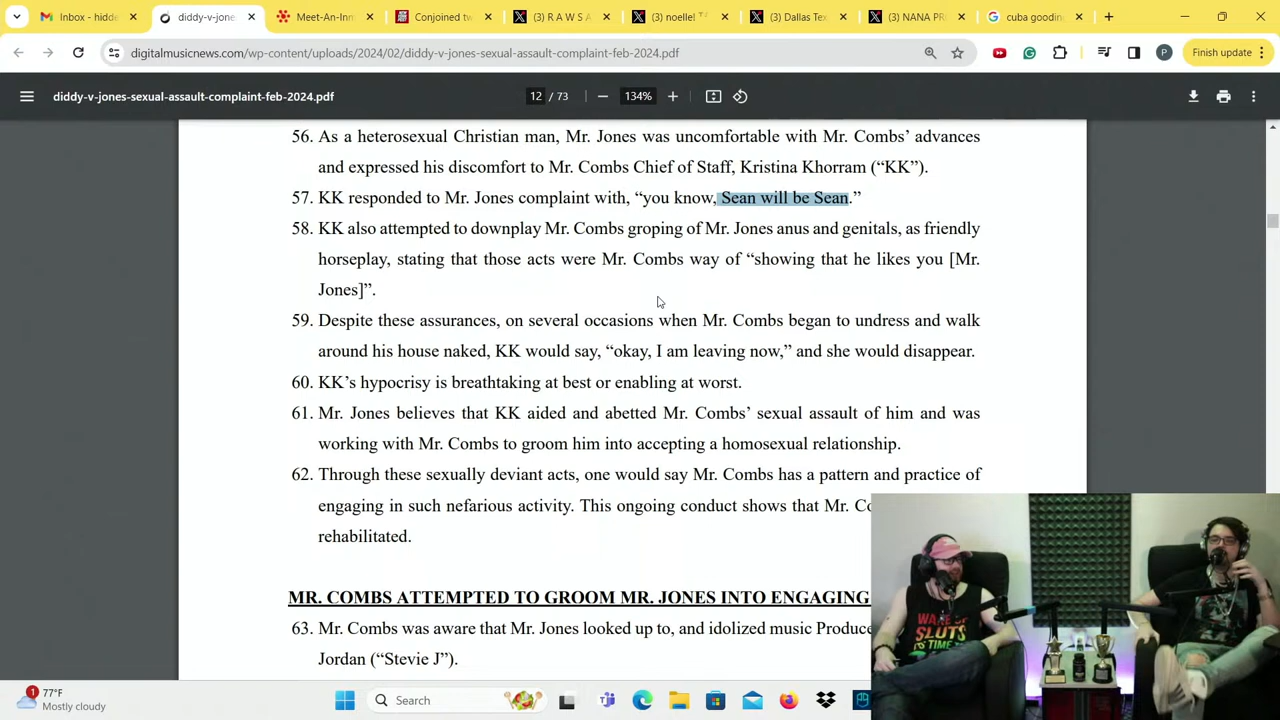 Inbox - hidde
diddy-v-jone
Meet-An-Inn
Conjoined tw
(3) R A W S A
(3) noelle!
(3) Dallas Tex
(3) NANA PR
cuba gooding
digitalmusicnews.com/wp-content/uploads/2024/02/diddy-v-jones-sexual-assault-complaint-feb-2024.pdf
P
Finish update
diddy-v-jones-sexual-assault-complaint-feb-2024.pdf
12 / 73
134%
56. As a heterosexual Christian man, Mr. Jones was uncomfortable with Mr. Combs’ advances
and expressed his discomfort to Mr. Combs Chief of Staff, Kristina Khorram (“KK”).
57. KK responded to Mr. Jones complaint with, “you know, Sean will be Sean.”
58. KK also attempted to downplay Mr. Combs groping of Mr. Jones anus and genitals, as friendly
horseplay, stating that those acts were Mr. Combs way of “showing that he likes you [Mr.
Jones]”.
59. Despite these assurances, on several occasions when Mr. Combs began to undress and walk
around his house naked, KK would say, “okay, I am leaving now,” and she would disappear.
60. KK’s hypocrisy is breathtaking at best or enabling at worst.
61. Mr. Jones believes that KK aided and abetted Mr. Combs’ sexual assault of him and was
working with Mr. Combs to groom him into accepting a homosexual relationship.
62. Through these sexually deviant acts, one would say Mr. Combs has a pattern and practice of
engaging in such nefarious activity. This ongoing conduct shows that Mr. Co
rehabilitated.
MR. COMBS ATTEMPTED TO GROOM MR. JONES INTO ENGAGING
63. Mr. Combs was aware that Mr. Jones looked up to, and idolized music Produce
Jordan (“Stevie J”).
WAKE UP
SLUTS
IT'S TIME
1
77°F
Mostly cloudy
Search